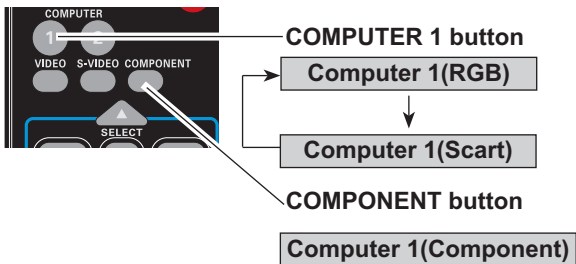 COMPUTER
1 2
VIDEO S-VIDEO COMPONENT
SELECT
COMPUTER 1 button
Computer 1(RGB)
Computer 1(Scart)
COMPONENT button
Computer 1(Component)